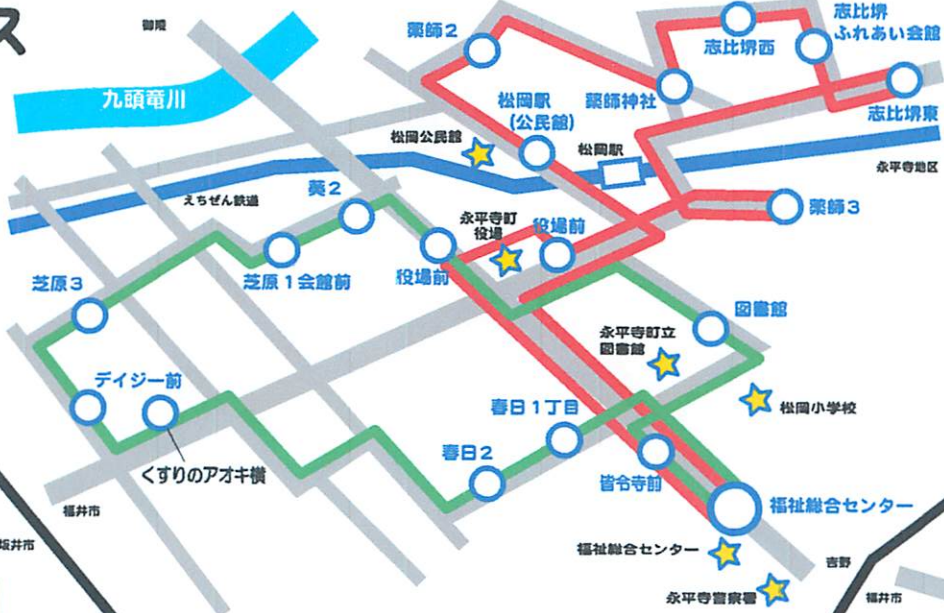 ス
御陵
薬師2
志比堺
ふれあい会館
志比堺西
九頭竜川
松岡駅
(公民館)
薬師神社
志比堺東
松岡公民館
松岡駅
永平寺地区
えちぜん鉄道
葵2
薬師3
永平寺町
役場
役場前
役場前
芝原1会館前
芝原3
図書館
永平寺町立
図書館
デイジー前
春日1丁目
松岡小学校
くすりのアオキ横
春日2
皆令寺前
福祉総合センター
福井市
坂井市
福祉総合センター
吉野
永平寺警察署
福井市